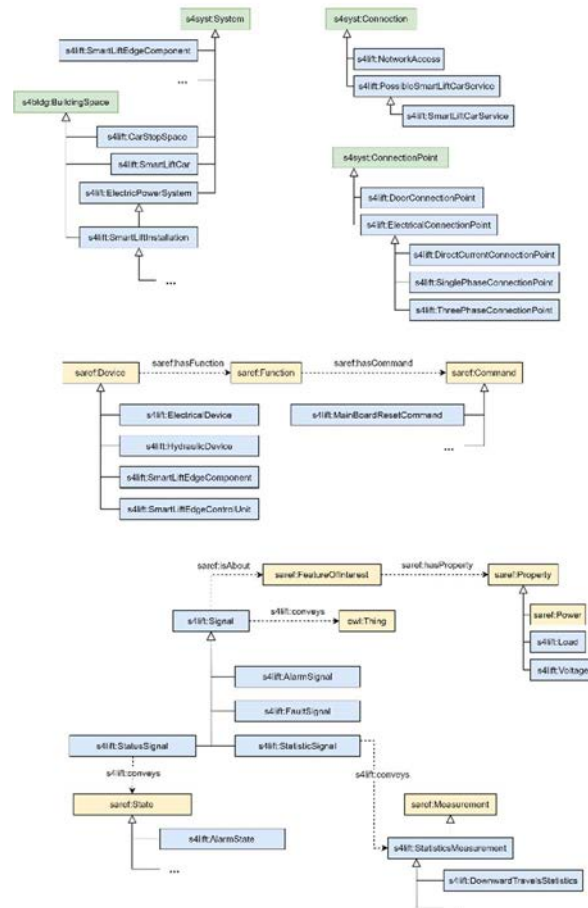 s4syst:System
s4lift:SmartLiftEdgeComponent
...
s4bldg:BuildingSpace
s4lift:CarStopSpace
s4lift:SmartLiftCar
s4lift:ElectricPowerSystem
s4lift:SmartLiftInstallation
...
s4syst:Connection
s4lift:NetworkAccess
s4lift:PossibleSmartLiftCarService
s4lift:SmartLiftCarService
s4syst:ConnectionPoint
s4lift:DoorConnectionPoint
s4lift:ElectricalConnectionPoint
s4lift:DirectCurrentConnectionPoint
s4lift:SinglePhaseConnectionPoint
s4lift:ThreePhaseConnectionPoint
saref:Device
saref:hasFunction
saref:Function
saref:hasCommand
saref:Command
s4lift:ElectricalDevice
s4lift:HydraulicDevice
s4lift:SmartLiftEdgeComponent
s4lift:SmartLiftEdgeControlUnit
s4lift:MainBoardResetCommand
...
saref:isAbout
saref:FeatureOfInterest
saref:hasProperty
saref:Property
s4lift:Signal
s4lift:conveys
owl:Thing
saref:Power
s4lift:Load
s4lift:Voltage
s4lift:AlarmSignal
s4lift:FaultSignal
s4lift:StatusSignal
s4lift:StatisticSignal
s4lift:conveys
s4lift:conveys
saref:State
s4lift:AlarmState
...
saref:Measurement
s4lift:StatisticsMeasurement
s4lift:DownwardTravelsStatistics